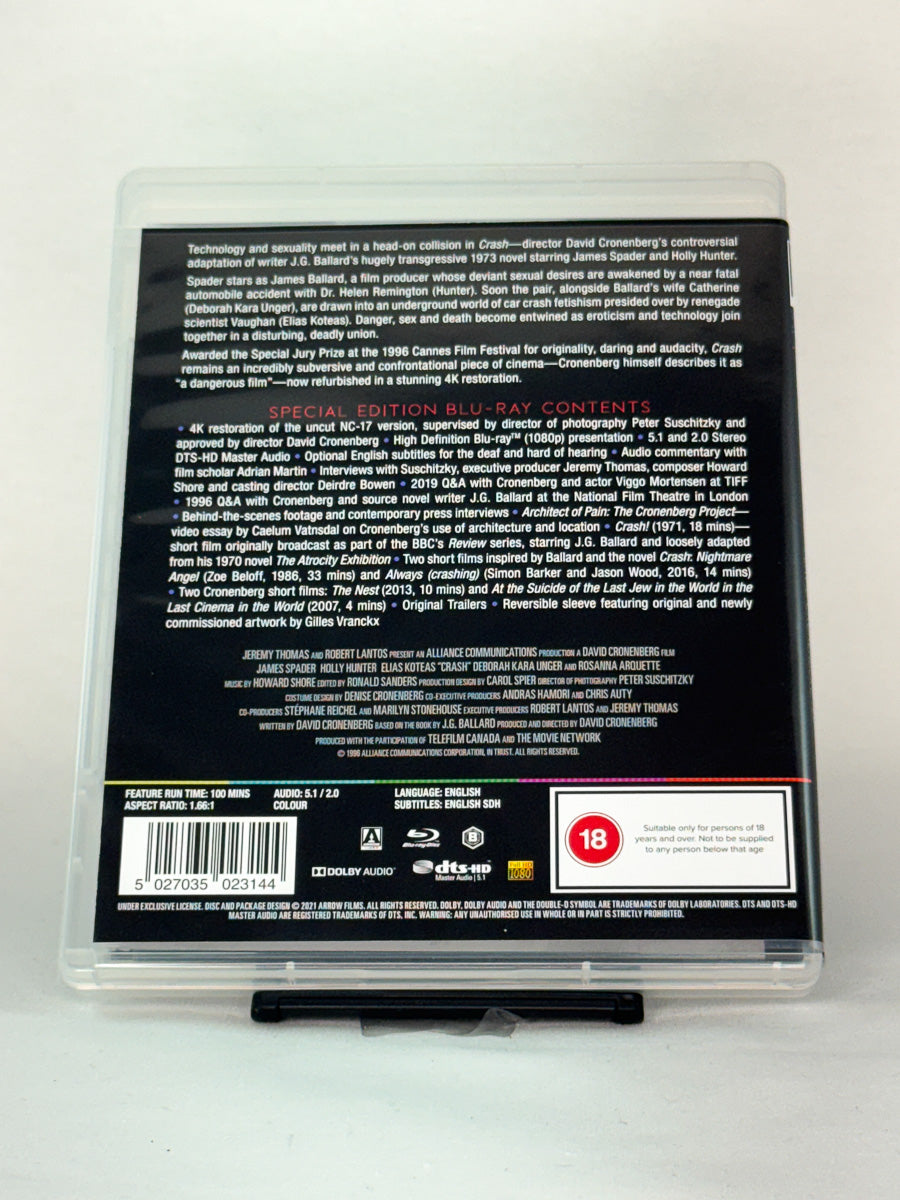 Technology and sexuality meet in a head-on collision in Crash—director David Cronenberg's controversial
adaptation of writer J.G. Ballard's hugely transgressive 1973 novel starring James Spader and Holly Hunter.
Spader stars as James Ballard, a film producer whose deviant sexual desires are awakened by a near fatal
automobile accident with Dr. Helen Remington (Hunter). Soon the pair, alongside Ballard's wife Catherine
(Deborah Kara Unger), are drawn into an underground world of car crash fetishism presided over by renegade
scientist Vaughan (Elias Koteas). Danger, sex and death become entwined as eroticism and technology join
together in a disturbing, deadly union.
Awarded the Special Jury Prize at the 1996 Cannes Film Festival for originality, daring and audacity, Crash
remains an incredibly subversive and confrontational piece of cinema—Cronenberg himself describes it as
“a dangerous film”—now refurbished in a stunning 4K restoration.
SPECIAL EDITION BLU-RAY CONTENTS
• 4K restoration of the uncut NC-17 version, supervised by director of photography Peter Suschitzky and
approved by director David Cronenberg • High Definition Blu-ray™ (1080p) presentation • 5.1 and 2.0 Stereo
DTS-HD Master Audio • Optional English subtitles for the deaf and hard of hearing • Audio commentary with
film scholar Adrian Martin • Interviews with Suschitzky, executive producer Jeremy Thomas, composer Howard
Shore and casting director Deirdre Bowen • 2019 Q&A with Cronenberg and actor Viggo Mortensen at TIFF
• 1996 Q&A with Cronenberg and source novel writer J.G. Ballard at the National Film Theatre in London
• Behind-the-scenes footage and contemporary press interviews • Architect of Pain: The Cronenberg Project—
video essay by Caelum Vatnsdal on Cronenberg's use of architecture and location • Crash! (1971, 18 mins)—
short film originally broadcast as part of the BBC's Review series, starring J.G. Ballard and loosely adapted
from his 1970 novel The Atrocity Exhibition • Two short films inspired by Ballard and the novel Crash: Nightmare
Angel (Zoe Beloff, 1986, 33 mins) and Always (crashing) (Simon Barker and Jason Wood, 2016, 14 mins)
• Two Cronenberg short films: The Nest (2013, 10 mins) and At the Suicide of the Last Jew in the World in the
Last Cinema in the World (2007, 4 mins) • Original Trailers • Reversible sleeve featuring original and newly
commissioned artwork by Gilles Vranckx
JEREMY THOMAS AND ROBERT LANTOS PRESENT AN ALLIANCE COMMUNICATIONS PRODUCTION A DAVID CRONENBERG FILM
JAMES SPADER HOLLY HUNTER ELIAS KOTEAS "CRASH" DEBORAH KARA UNGER AND ROSANNA ARQUETTE
MUSIC BY HOWARD SHORE EDITED BY RONALD SANDERS PRODUCTION DESIGN BY CAROL SPIER DIRECTOR OF PHOTOGRAPHY PETER SUSCHITZKY
COSTUME DESIGN BY DENISE CRONENBERG CO-EXECUTIVE PRODUCERS ANDRAS HAMORI AND CHRIS AUTY
CO-PRODUCERS STÉPHANE REICHEL AND MARILYN STONEHOUSE EXECUTIVE PRODUCERS ROBERT LANTOS AND JEREMY THOMAS
WRITTEN BY DAVID CRONENBERG BASED ON THE BOOK BY J.G. BALLARD PRODUCED AND DIRECTED BY DAVID CRONENBERG
PRODUCED WITH THE PARTICIPATION OF TELEFILM CANADA AND THE MOVIE NETWORK
© 1996 ALLIANCE COMMUNICATIONS CORPORATION, IN TRUST. ALL RIGHTS RESERVED.
FEATURE RUN TIME: 100 MINS AUDIO: 5.1 / 2.0 LANGUAGE: ENGLISH
ASPECT RATIO: 1.66:1 COLOUR SUBTITLES: ENGLISH SDH
18
Suitable only for persons of 18
years and over. Not to be supplied
to any person below that age
A Blu-ray Disc B
5 027035 023144
DOLBY AUDIO™ dts-HD Master Audio | 5.1 Full HD 1080
UNDER EXCLUSIVE LICENSE. DISC AND PACKAGE DESIGN © 2021 ARROW FILMS. ALL RIGHTS RESERVED. DOLBY, DOLBY AUDIO AND THE DOUBLE-D SYMBOL ARE TRADEMARKS OF DOLBY LABORATORIES. DTS AND DTS-HD
MASTER AUDIO ARE REGISTERED TRADEMARKS OF DTS, INC. WARNING: ANY UNAUTHORISED USE IN WHOLE OR IN PART IS STRICTLY PROHIBITED.